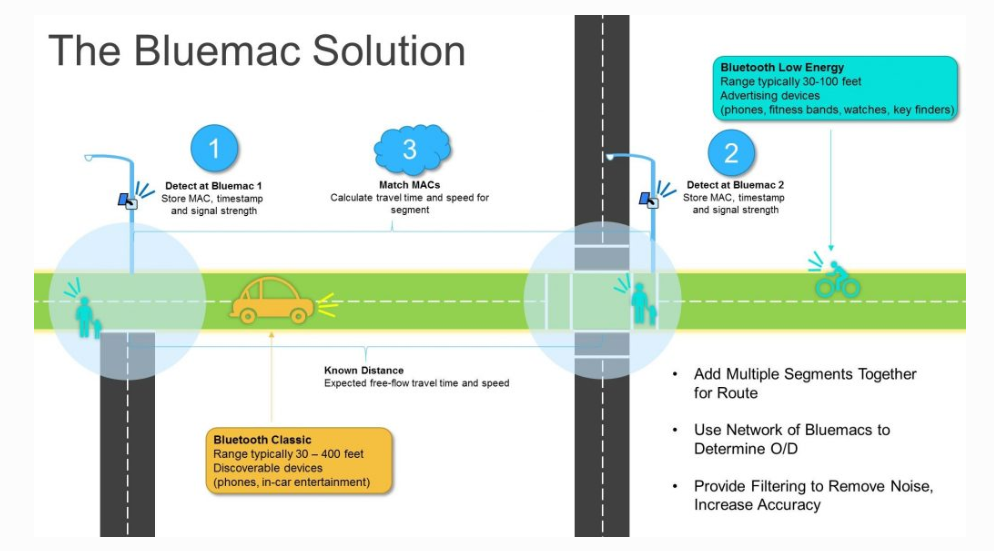 The Bluemac Solution
Bluetooth Low Energy
Range typically 30-100 feet
Advertising devices
(phones, fitness bands, watches, key finders)
1
Detect at Bluemac 1
Store MAC, timestamp
and signal strength
3
Match MACs
Calculate travel time and speed for
segment
2
Detect at Bluemac 2
Store MAC, timestamp
and signal strength
Known Distance
Expected free-flow travel time and speed
Bluetooth Classic
Range typically 30 – 400 feet
Discoverable devices
(phones, in-car entertainment)
• Add Multiple Segments Together
for Route
• Use Network of Bluemacs to
Determine O/D
• Provide Filtering to Remove Noise,
Increase Accuracy